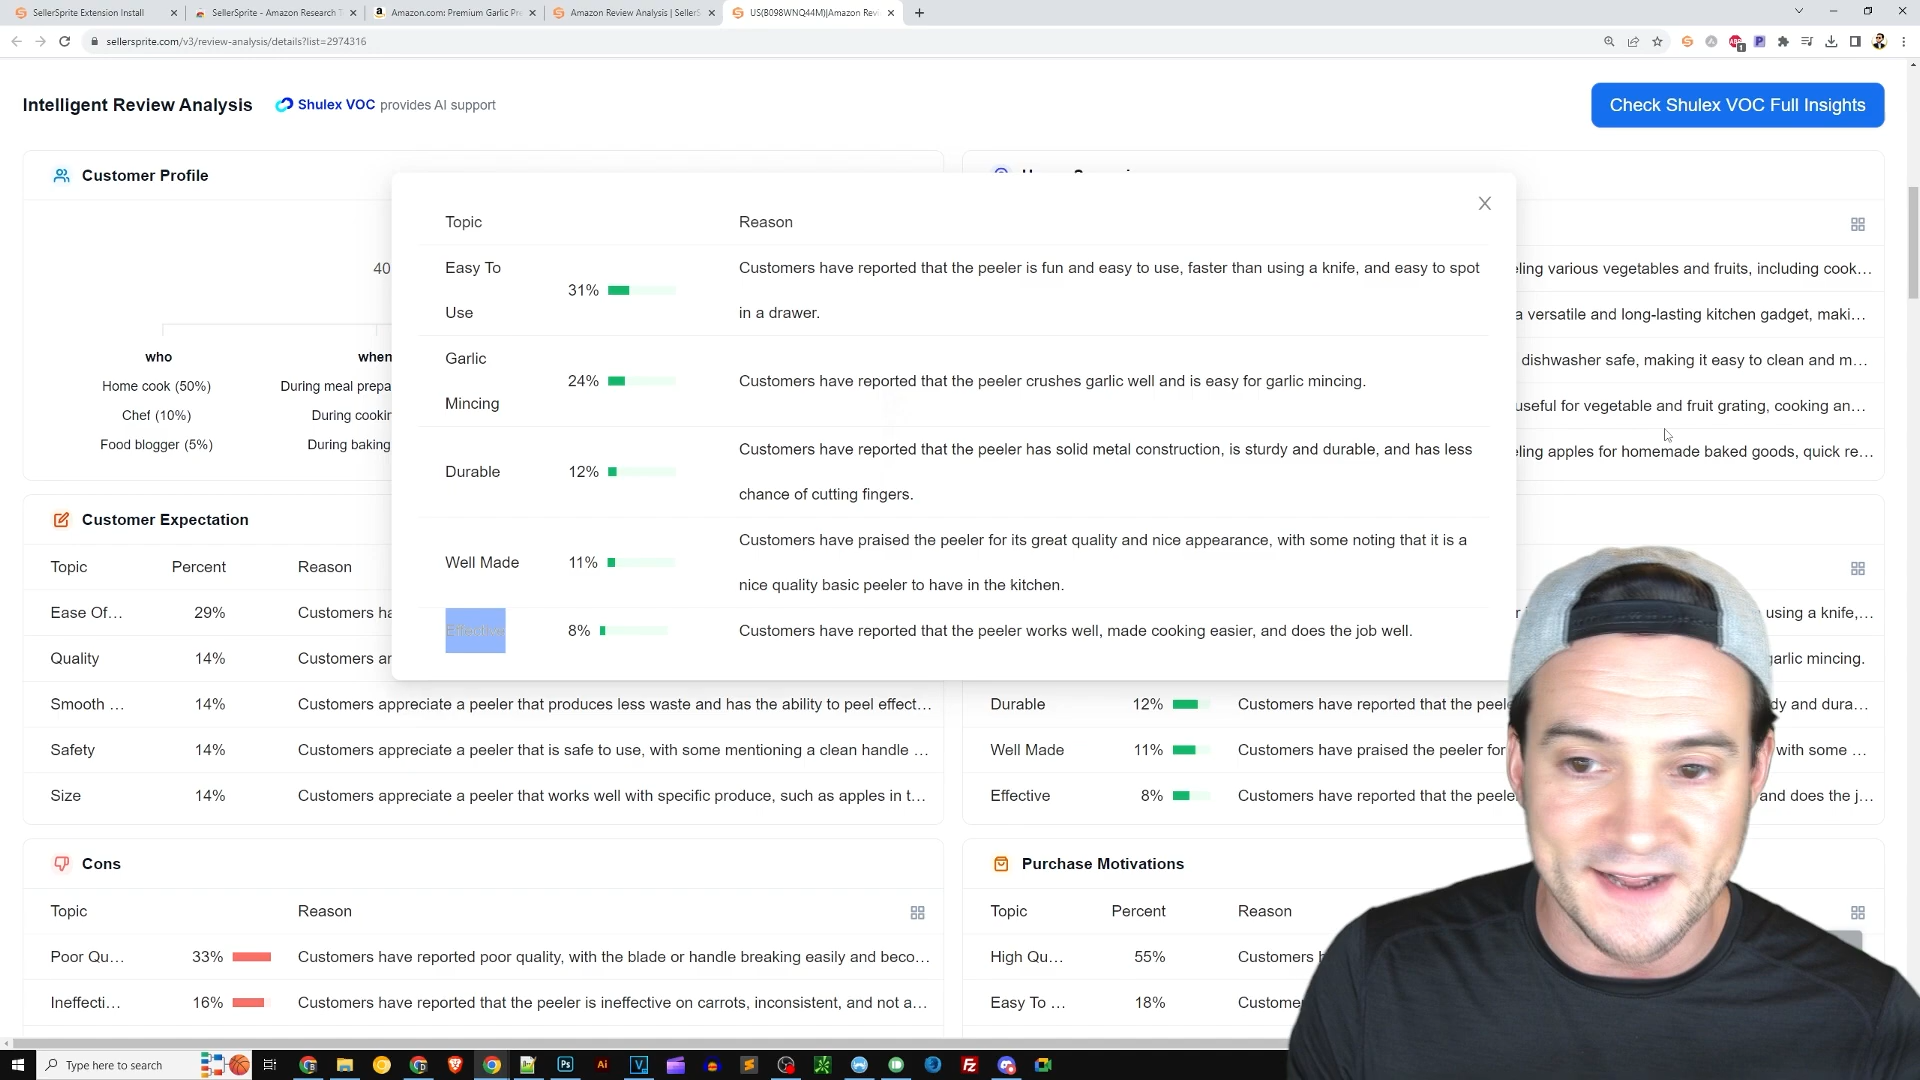 SellerSprite Extension Install
SellerSprite - Amazon Research T
Amazon.com: Premium Garlic Pre
Amazon Review Analysis | SellerS
US(B098WNQ44M)|Amazon Revi
sellersprite.com/v3/review-analysis/details?list=2974316
Intelligent Review Analysis
Shulex VOC provides AI support
Check Shulex VOC Full Insights
Customer Profile
40
who
Home cook (50%)
Chef (10%)
Food blogger (5%)
when
During meal prepa
During cookin
During baking
Topic Reason
Easy To Use 31% Customers have reported that the peeler is fun and easy to use, faster than using a knife, and easy to spot
in a drawer.
Garlic Mincing 24% Customers have reported that the peeler crushes garlic well and is easy for garlic mincing.
Durable 12% Customers have reported that the peeler has solid metal construction, is sturdy and durable, and has less
chance of cutting fingers.
Well Made 11% Customers have praised the peeler for its great quality and nice appearance, with some noting that it is a
nice quality basic peeler to have in the kitchen.
Effective 8% Customers have reported that the peeler works well, made cooking easier, and does the job well.
X
eling various vegetables and fruits, including cook...
a versatile and long-lasting kitchen gadget, maki...
dishwasher safe, making it easy to clean and m...
useful for vegetable and fruit grating, cooking an...
eling apples for homemade baked goods, quick re...
Customer Expectation
Topic Percent Reason
Ease Of... 29% Customers ha
Quality 14% Customers ar
Smooth ... 14% Customers appreciate a peeler that produces less waste and has the ability to peel effect...
Safety 14% Customers appreciate a peeler that is safe to use, with some mentioning a clean handle ...
Size 14% Customers appreciate a peeler that works well with specific produce, such as apples in t...
using a knife,...
garlic mincing.
Durable 12% Customers have reported that the peele dy and dura...
Well Made 11% Customers have praised the peeler for with some ...
Effective 8% Customers have reported that the peele and does the j...
Cons
Topic Reason
Poor Qu... 33% Customers have reported poor quality, with the blade or handle breaking easily and beco...
Ineffecti... 16% Customers have reported that the peeler is ineffective on carrots, inconsistent, and not a...
Purchase Motivations
Topic Percent Reason
High Qu... 55% Customers h
Easy To ... 18% Custome
Type here to search